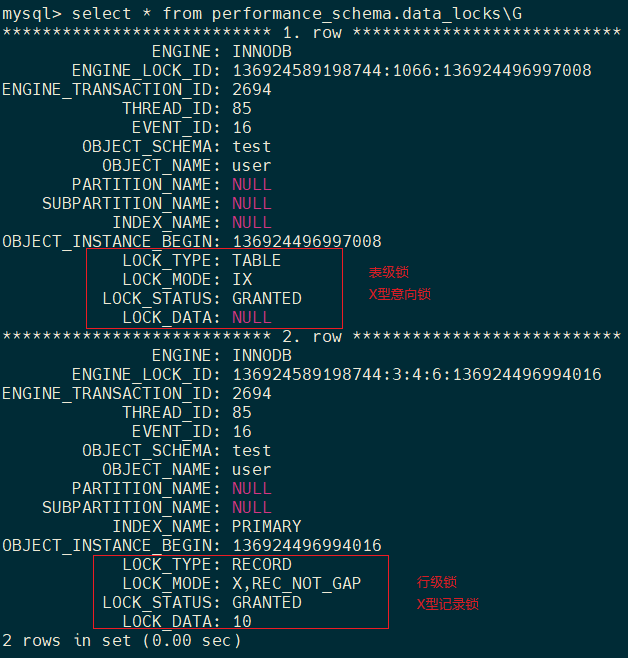 mysql> select * from performance_schema.data_locks\G
*************************** 1. row ***************************
ENGINE: INNODB
ENGINE_LOCK_ID: 136924589198744:1066:136924496997008
ENGINE_TRANSACTION_ID: 2694
THREAD_ID: 85
EVENT_ID: 16
OBJECT_SCHEMA: test
OBJECT_NAME: user
PARTITION_NAME: NULL
SUBPARTITION_NAME: NULL
INDEX_NAME: NULL
OBJECT_INSTANCE_BEGIN: 136924496997008
LOCK_TYPE: TABLE
表级锁
LOCK_MODE: IX
X型意向锁
LOCK_STATUS: GRANTED
LOCK_DATA: NULL
*************************** 2. row ***************************
ENGINE: INNODB
ENGINE_LOCK_ID: 136924589198744:3:4:6:136924496994016
ENGINE_TRANSACTION_ID: 2694
THREAD_ID: 85
EVENT_ID: 16
OBJECT_SCHEMA: test
OBJECT_NAME: user
PARTITION_NAME: NULL
SUBPARTITION_NAME: NULL
INDEX_NAME: PRIMARY
OBJECT_INSTANCE_BEGIN: 136924496994016
LOCK_TYPE: RECORD
LOCK_MODE: X,REC_NOT_GAP
行级锁
LOCK_STATUS: GRANTED
X型记录锁
LOCK_DATA: 10
2 rows in set (0.00 sec)